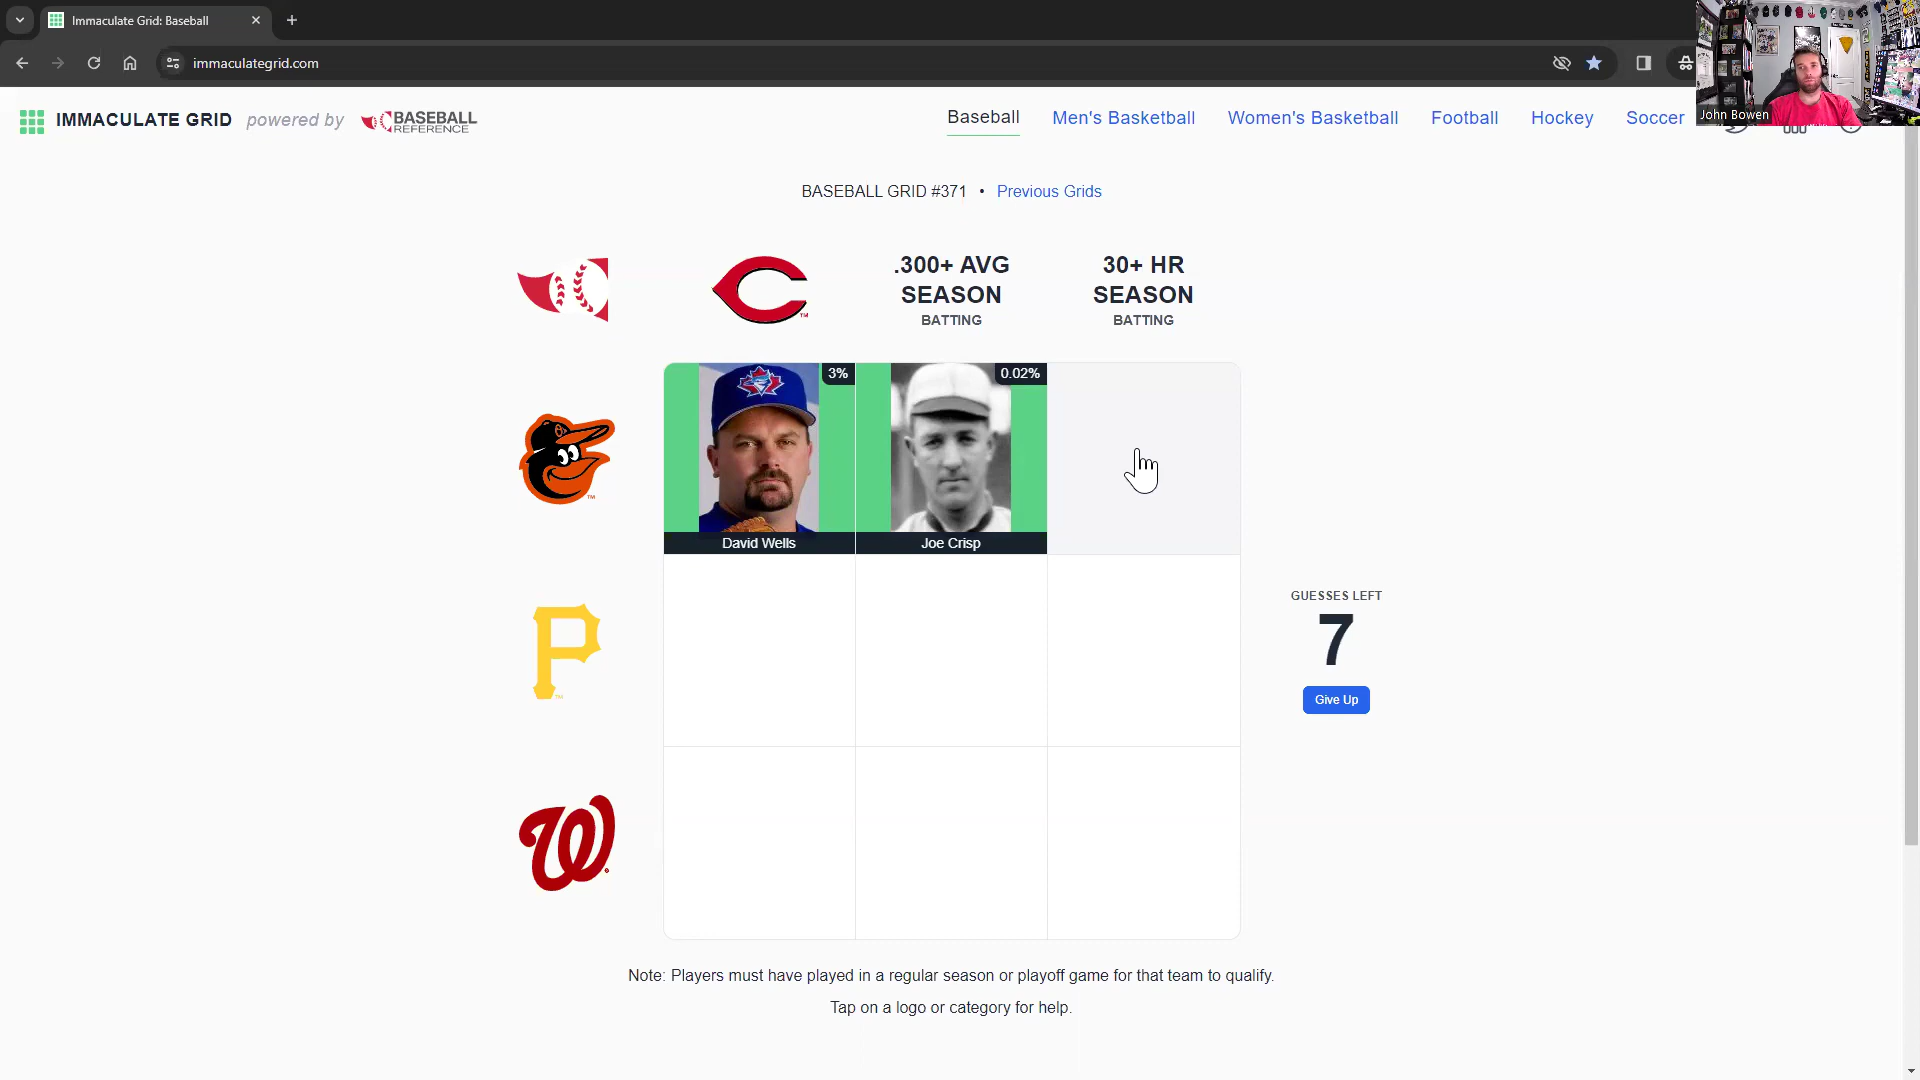 Immaculate Grid: Baseball
immaculategrid.com
John Bowen
IMMACULATE GRID powered by BASEBALL REFERENCE
Baseball Men's Basketball Women's Basketball Football Hockey Soccer
BASEBALL GRID #371 • Previous Grids
.300+ AVG
SEASON
BATTING
30+ HR
SEASON
BATTING
3%
David Wells
0.02%
Joe Crisp
P
W
GUESSES LEFT
7
Give Up
Note: Players must have played in a regular season or playoff game for that team to qualify.
Tap on a logo or category for help.